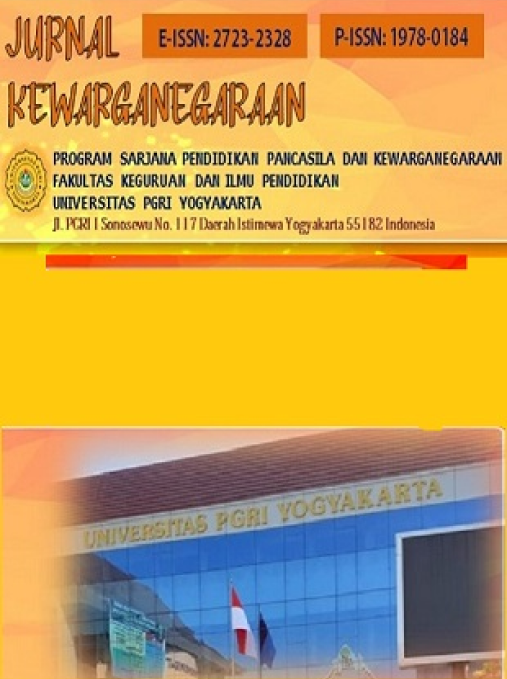 JURNAL
E-ISSN: 2723-2328
P-ISSN: 1978-0184
KEWARGANEGARAAN
PROGRAM SARJANA PENDIDIKAN PANCASILA DAN KEWARGANEGARAAN
FAKULTAS KEGURUAN DAN ILMU PENDIDIKAN
UNIVERSITAS PGRI YOGYAKARTA
Jl. PGRI I Sonosewu No. 117 Daerah Istimewa Yogyakarta 55182 Indonesia
UNIVERSITAS PGRI YOGYAKARTA